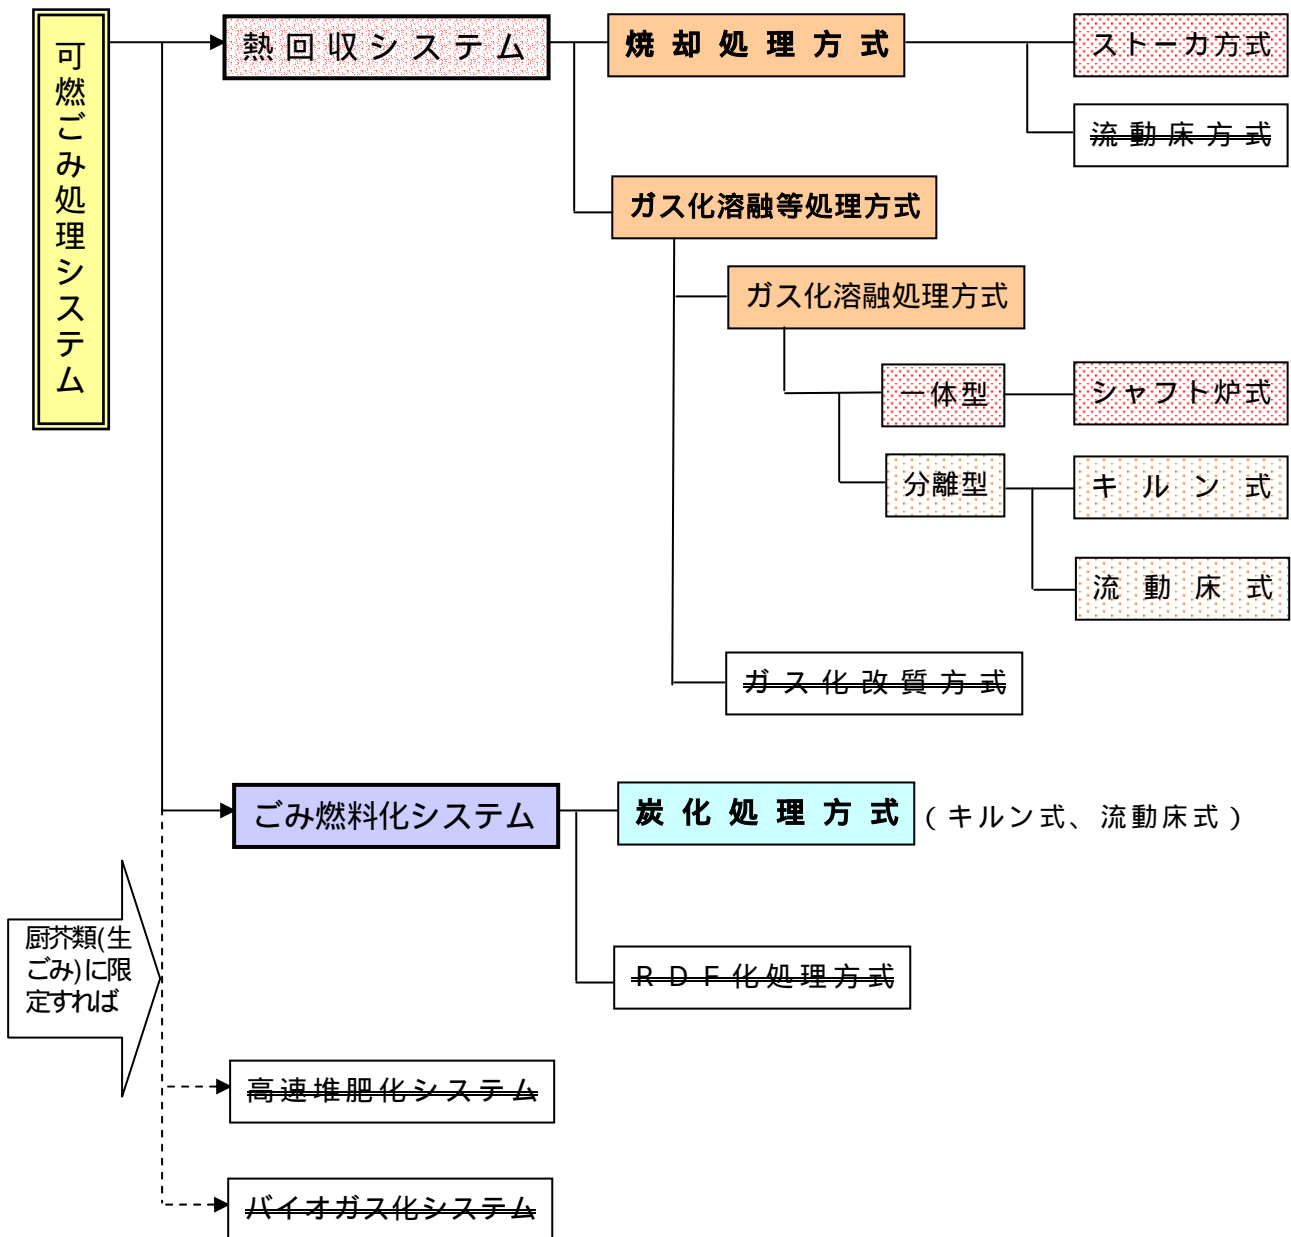 可燃ごみ処理システム
熱回収システム
焼却処理方式
ストーカ方式
流動床方式
ガス化溶融等処理方式
ガス化溶融処理方式
一体型
シャフト炉式
分離型
キルン式
流動床式
ガス化改質方式
ごみ燃料化システム
炭化処理方式
(キルン式、流動床式)
厨芥類(生
ごみ)に限
定すれば
RDF化処理方式
高速堆肥化システム
バイオガス化システム